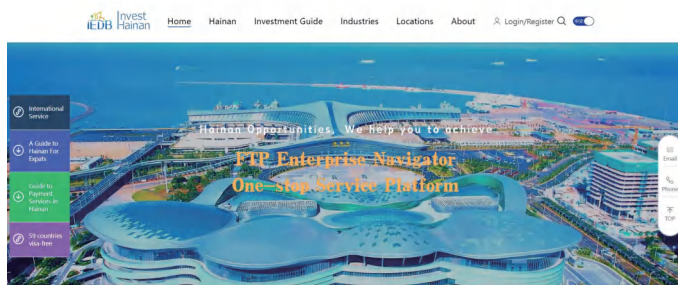 iEDB Invest
Hainan
Home Hainan Investment Guide Industries Locations About Login/Register
International
Service
A Guide to
Hainan For
Expats
Guide to
Payment
Services in
Hainan
59 countries
visa-free
Hainan Opportunities, We help you to achieve
FTP Enterprise Navigator
One-stop Service Platform
Email
Phone
TOP